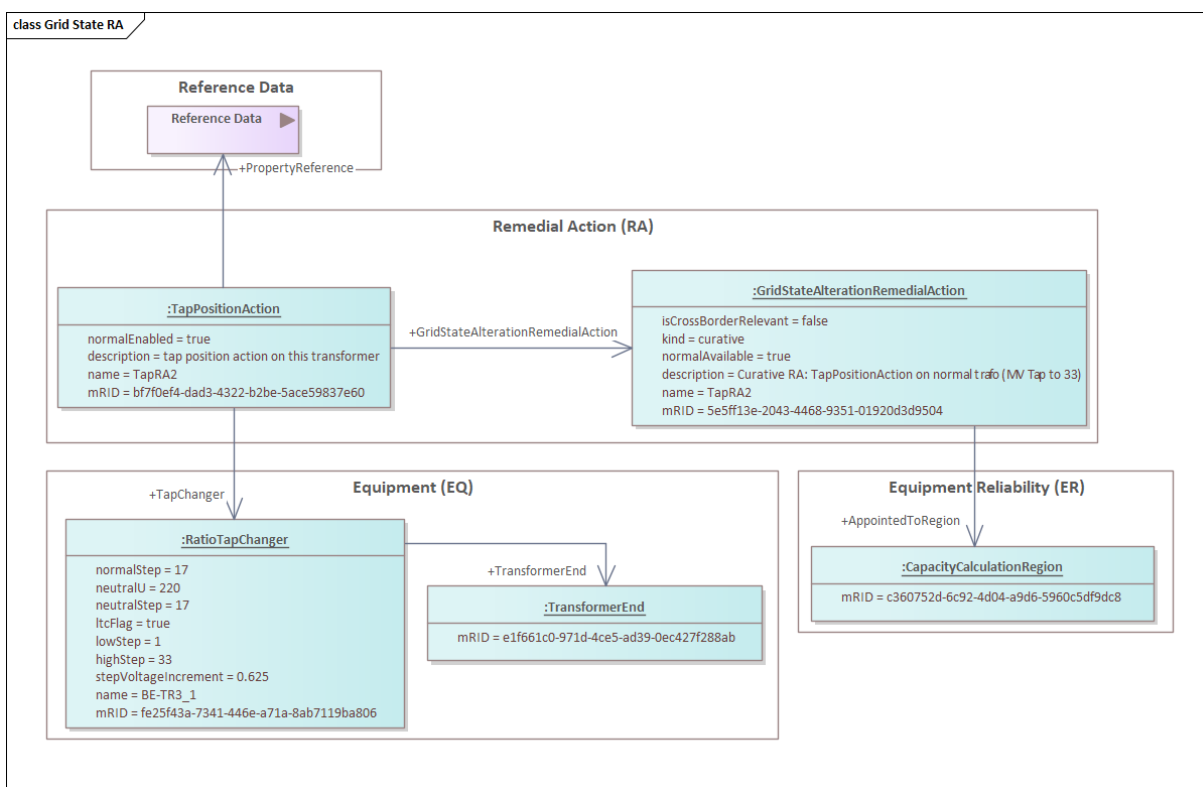 class Grid State RA
Reference Data
Reference Data
+PropertyReference
Remedial Action (RA)
:TapPositionAction
normalEnabled = true
description = tap position action on this transformer
name = TapRA2
mRID = bf7f0ef4-dad3-4322-b2be-5ace59837e60
+GridStateAlterationRemedialAction
:GridStateAlterationRemedialAction
isCrossBorderRelevant = false
kind = curative
normalAvailable = true
description = Curative RA: TapPositionAction on normal trafo (MV Tap to 33)
name = TapRA2
mRID = 5e5ff13e-2043-4468-9351-01920d3d9504
Equipment (EQ)
+TapChanger
:RatioTapChanger
normalStep = 17
neutralU = 220
neutralStep = 17
ltcFlag = true
lowStep = 1
highStep = 33
stepVoltageIncrement = 0.625
name = BE-TR3_1
mRID = fe25f43a-7341-446e-a71a-8ab7119ba806
+TransformerEnd
:TransformerEnd
mRID = e1f661c0-971d-4ce5-ad39-0ec427f288ab
Equipment Reliability (ER)
+AppointedToRegion
:CapacityCalculationRegion
mRID = c360752d-6c92-4d04-a9d6-5960c5df9dc8